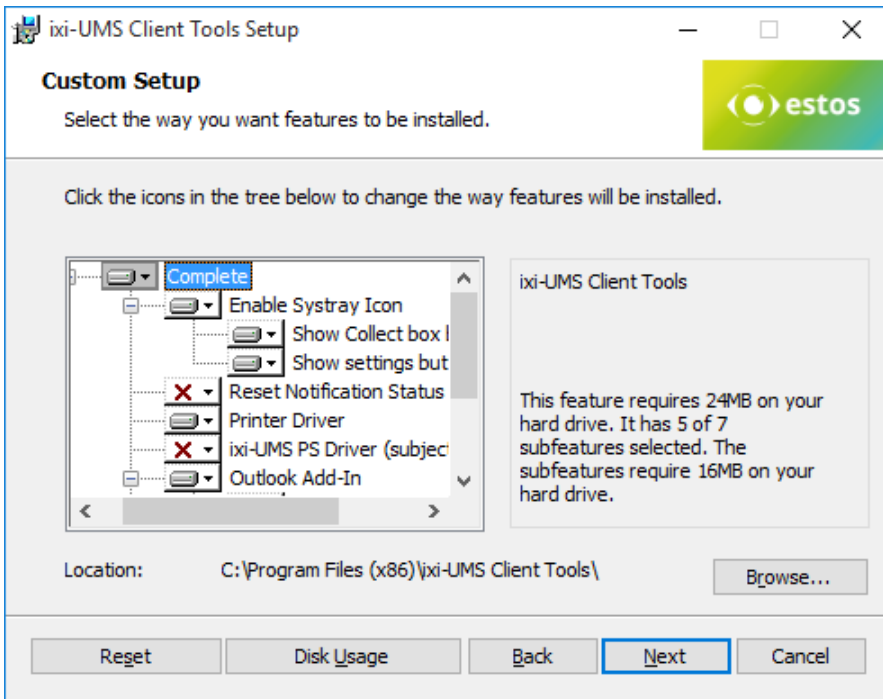 ixi-UMS Client Tools Setup
Custom Setup
Select the way you want features to be installed.
estos
Click the icons in the tree below to change the way features will be installed.
Complete
Enable Systray Icon
Show Collect box
Show settings but
Reset Notification Status
Printer Driver
ixi-UMS PS Driver (subject
Outlook Add-In
ixi-UMS Client Tools
This feature requires 24MB on your
hard drive. It has 5 of 7
subfeatures selected. The
subfeatures require 16MB on your
hard drive.
Location:
C:\Program Files (x86)\ixi-UMS Client Tools\
Browse...
Reset
Disk Usage
Back
Next
Cancel